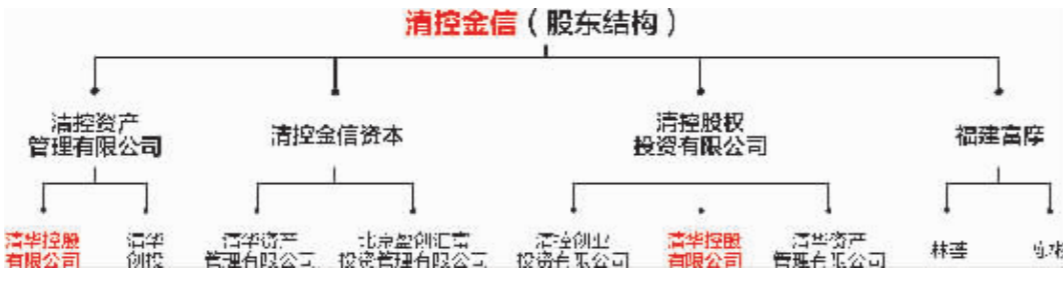 清控金信（股东结构）
清控资产
管理有限公司
清控金信资本
清控股权
投资有限公司
福建富摩
清华控股
有限公司
清华
创投
清华资产
管理有限公司
北京盈创汇富
投资管理有限公司
清控创业
投资有限公司
清华控股
有限公司
清华资产
管理有限公司